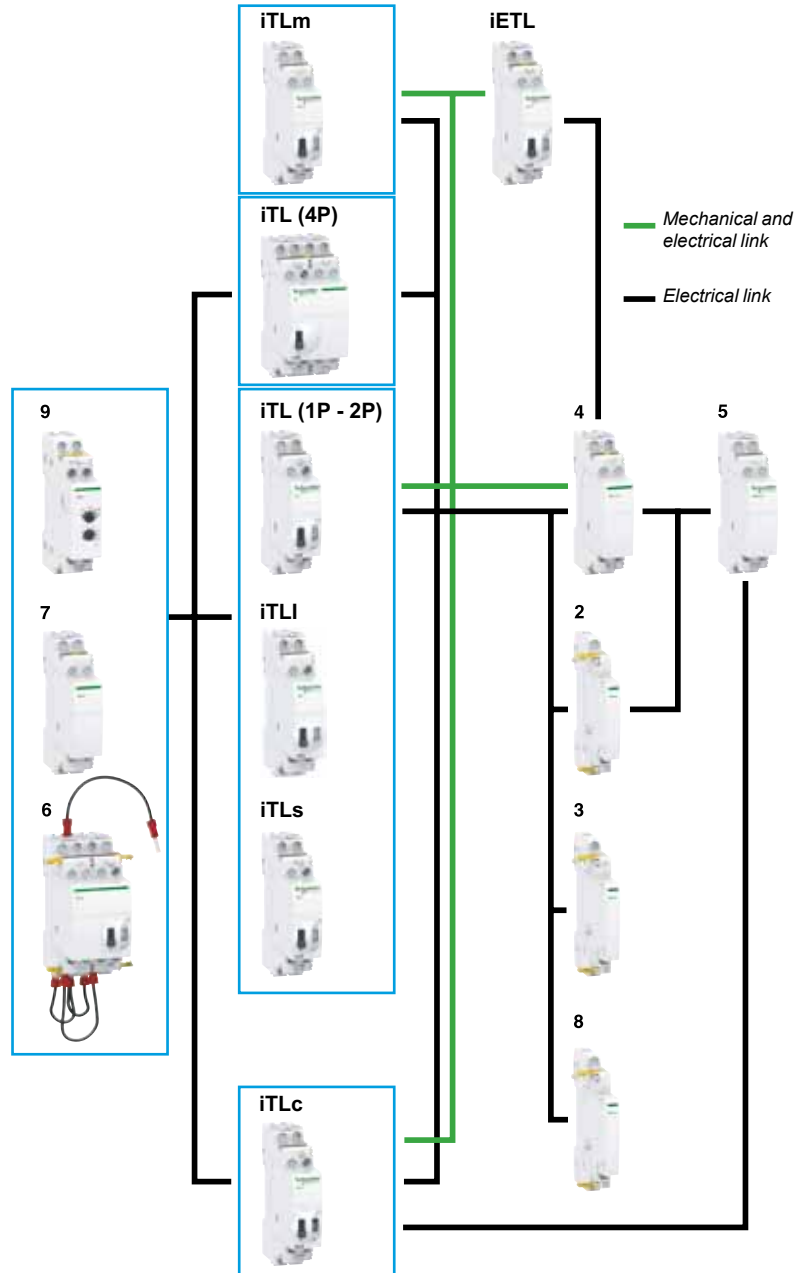 iTLm
iETL
Mechanical and
electrical link
Electrical link
iTL (4P)
9
iTL (1P - 2P)
4
5
7
iTLI
2
6
iTLs
3
8
iTLc